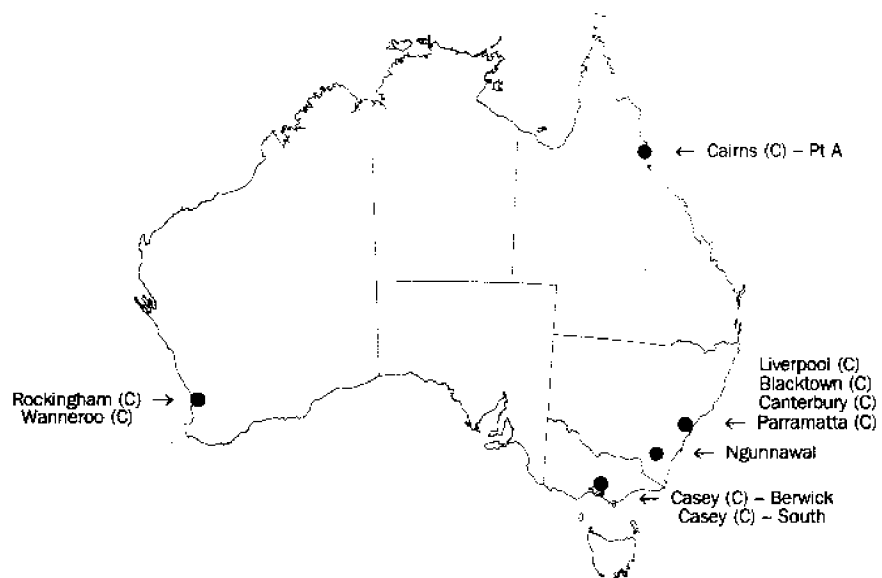 ← Cairns (C) – Pt A
Liverpool (C)
Blacktown (C)
Canterbury (C)
← Parramatta (C)
Rockingham (C) →
Wanneroo (C)
← Ngunnawal
← Casey (C) – Berwick
Casey (C) – South